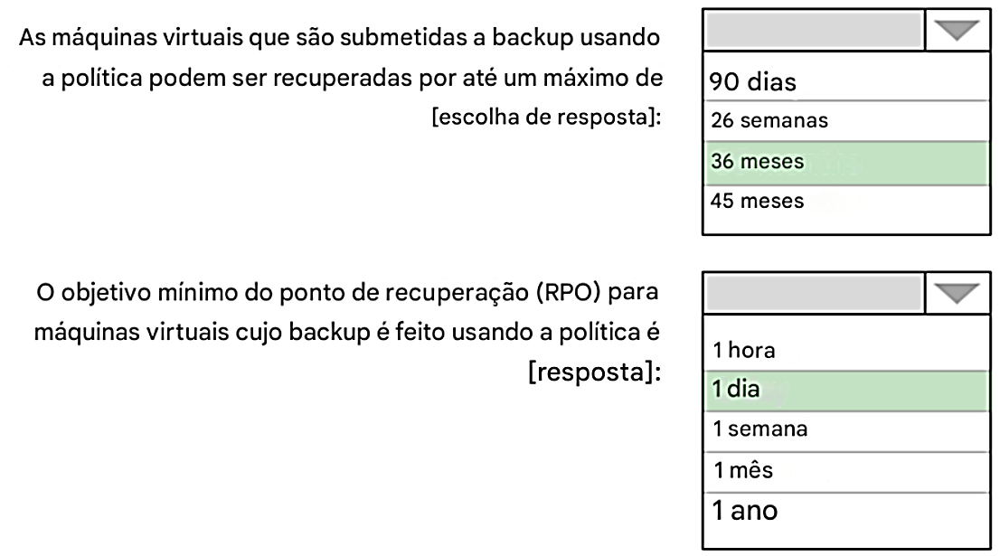 As máquinas virtuais que são submetidas a backup usando
a política podem ser recuperadas por até um máximo de
[escolha de resposta]:
90 dias
26 semanas
36 meses
45 meses
O objetivo mínimo do ponto de recuperação (RPO) para
máquinas virtuais cujo backup é feito usando a política é
[resposta]:
1 hora
1 dia
1 semana
1 mês
1 ano